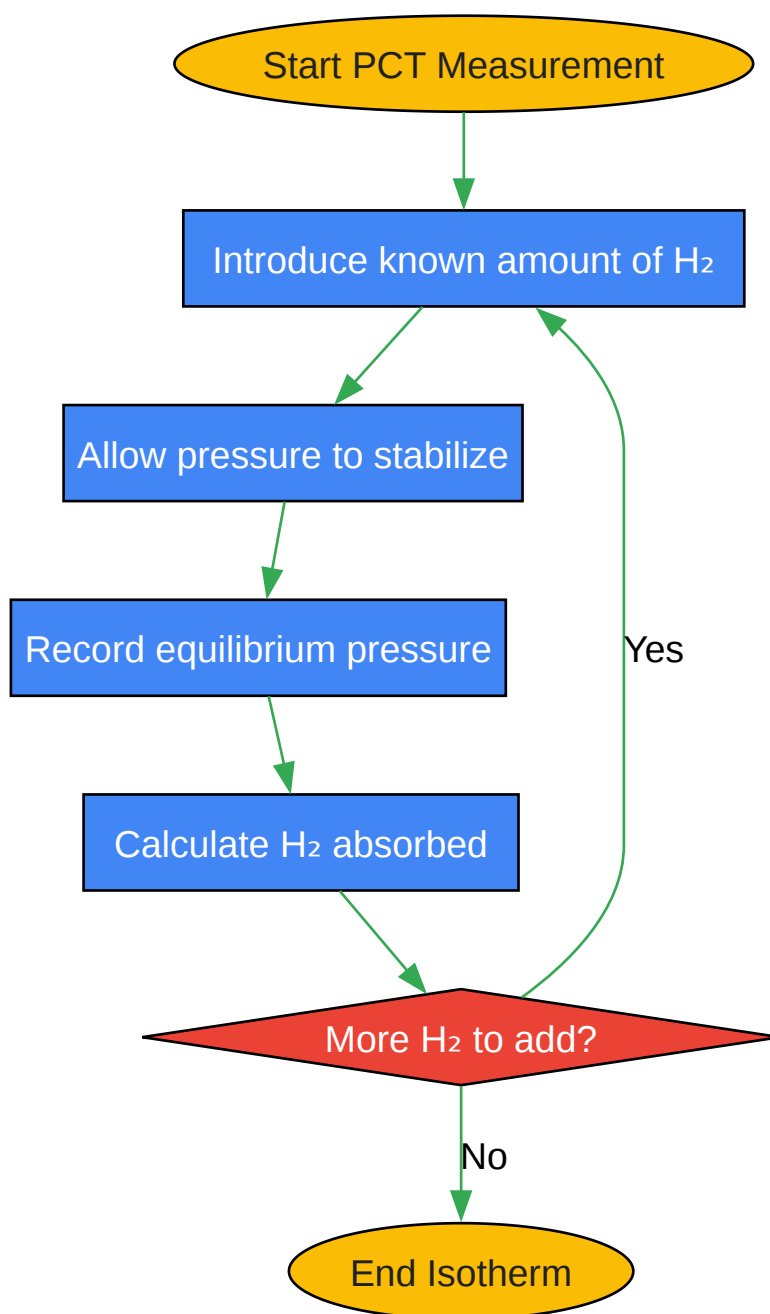 Start PCT Measurement
Introduce known amount of H₂
Allow pressure to stabilize
Record equilibrium pressure
Yes
Calculate H₂ absorbed
More H₂ to add?
No
End Isotherm